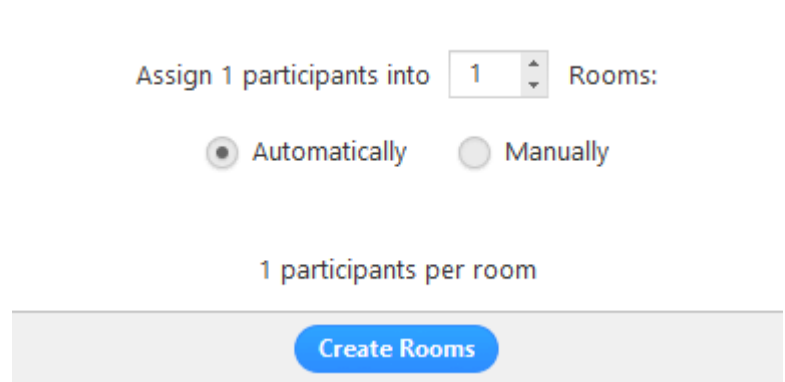 Assign 1 participants into 1 Rooms:
Automatically Manually
1 participants per room
Create Rooms